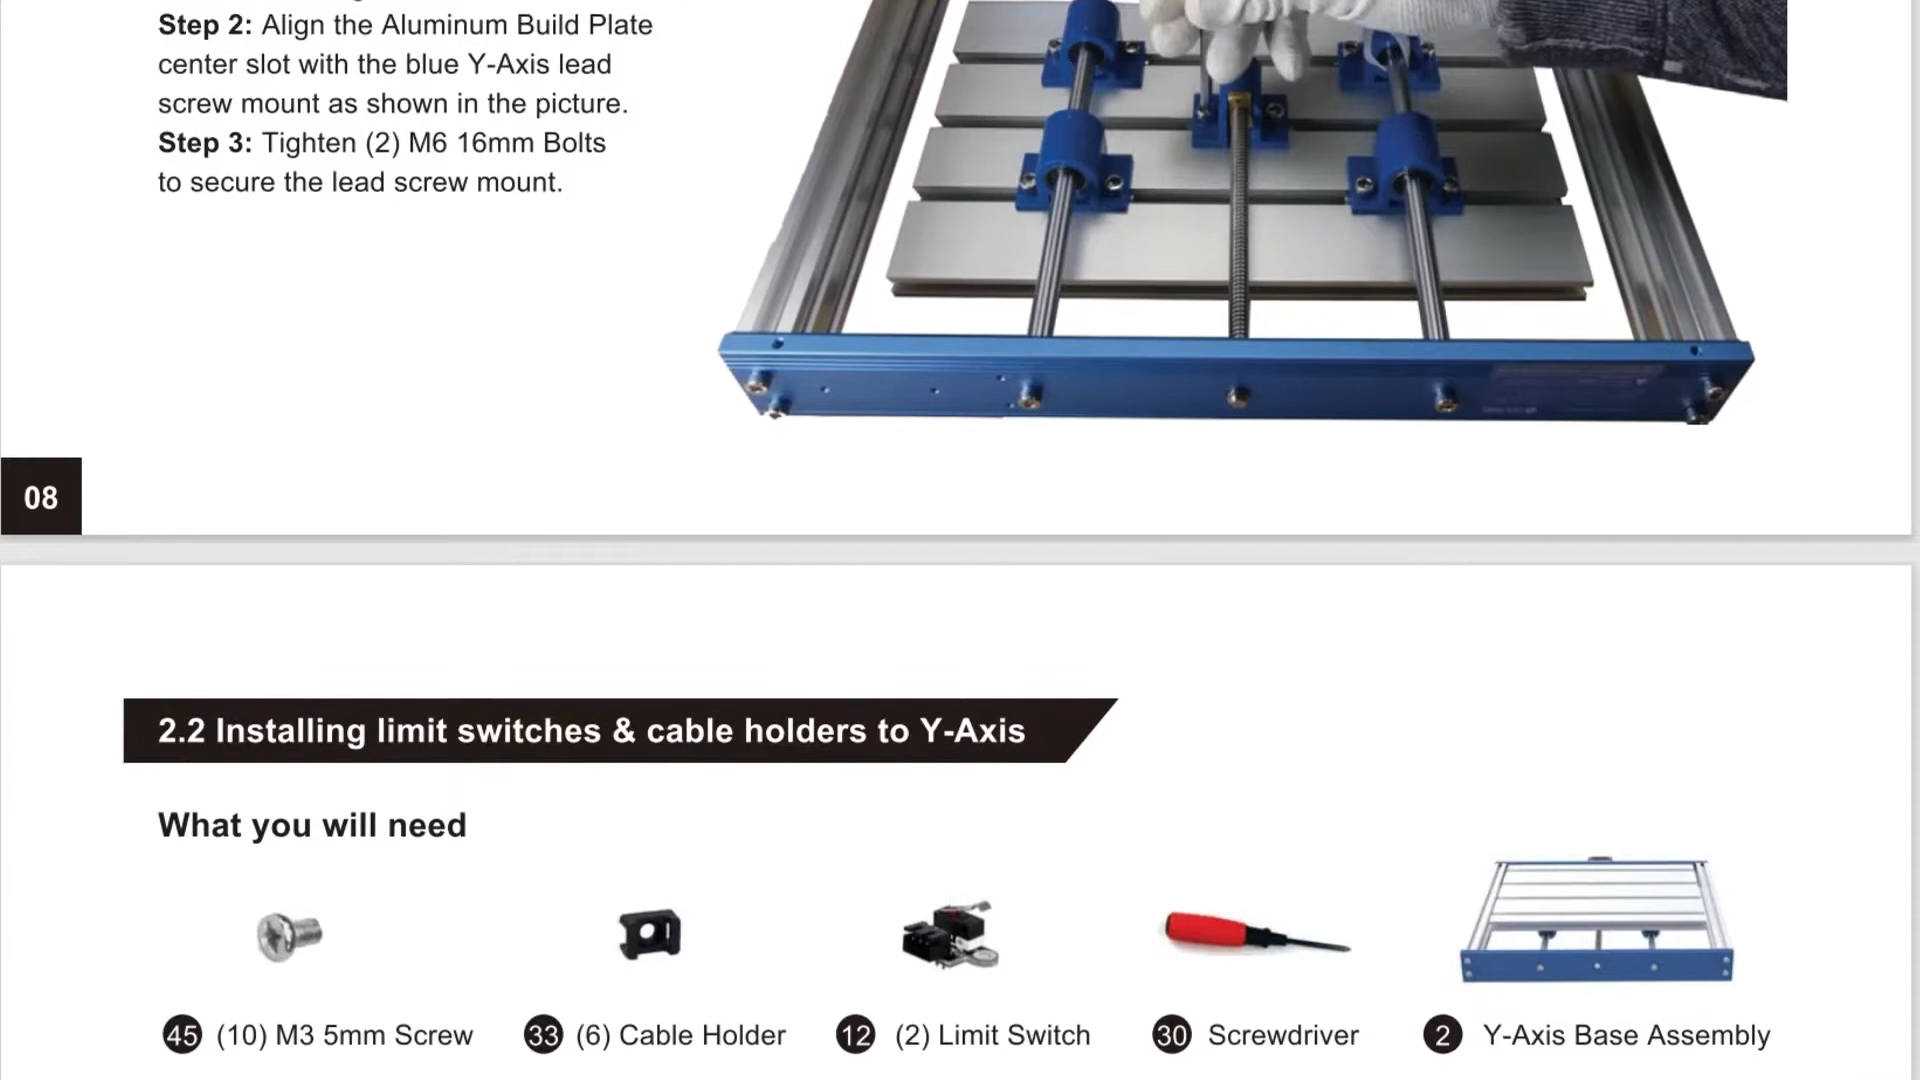 Step 2: Align the Aluminum Build Plate
center slot with the blue Y-Axis lead
screw mount as shown in the picture.
Step 3: Tighten (2) M6 16mm Bolts
to secure the lead screw mount.
08
2.2 Installing limit switches & cable holders to Y-Axis
What you will need
45 (10) M3 5mm Screw
33 (6) Cable Holder
12 (2) Limit Switch
30 Screwdriver
2 Y-Axis Base Assembly